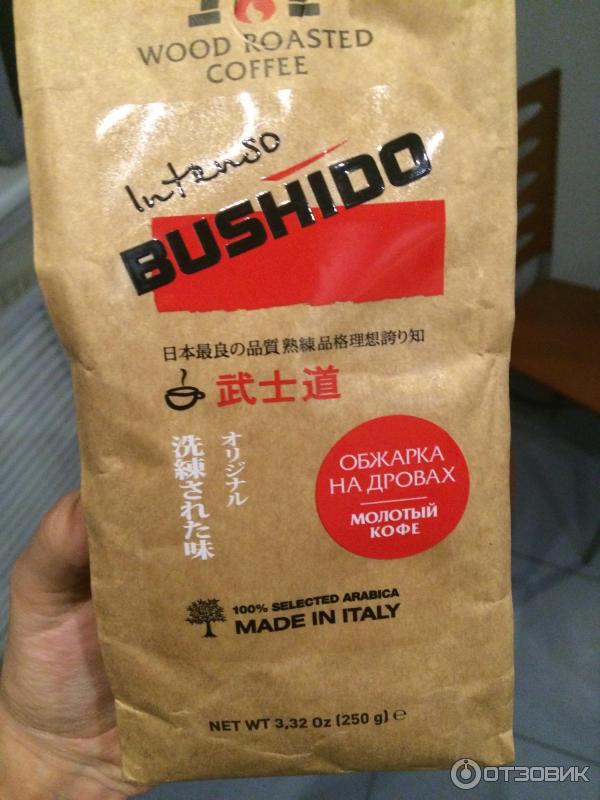 WOOD ROASTED
COFFEE
Intenso
BUSHIDO
日本最良の品質 熟練品格理想誇り知
武士道
オリジナル
洗練された味
ОБЖАРКА
НА ДРОВАХ
МОЛОТЫЙ
КОФЕ
100% SELECTED ARABICA
MADE IN ITALY
NET WT 3,32 Oz (250 g) ℮
ОТЗОВИК